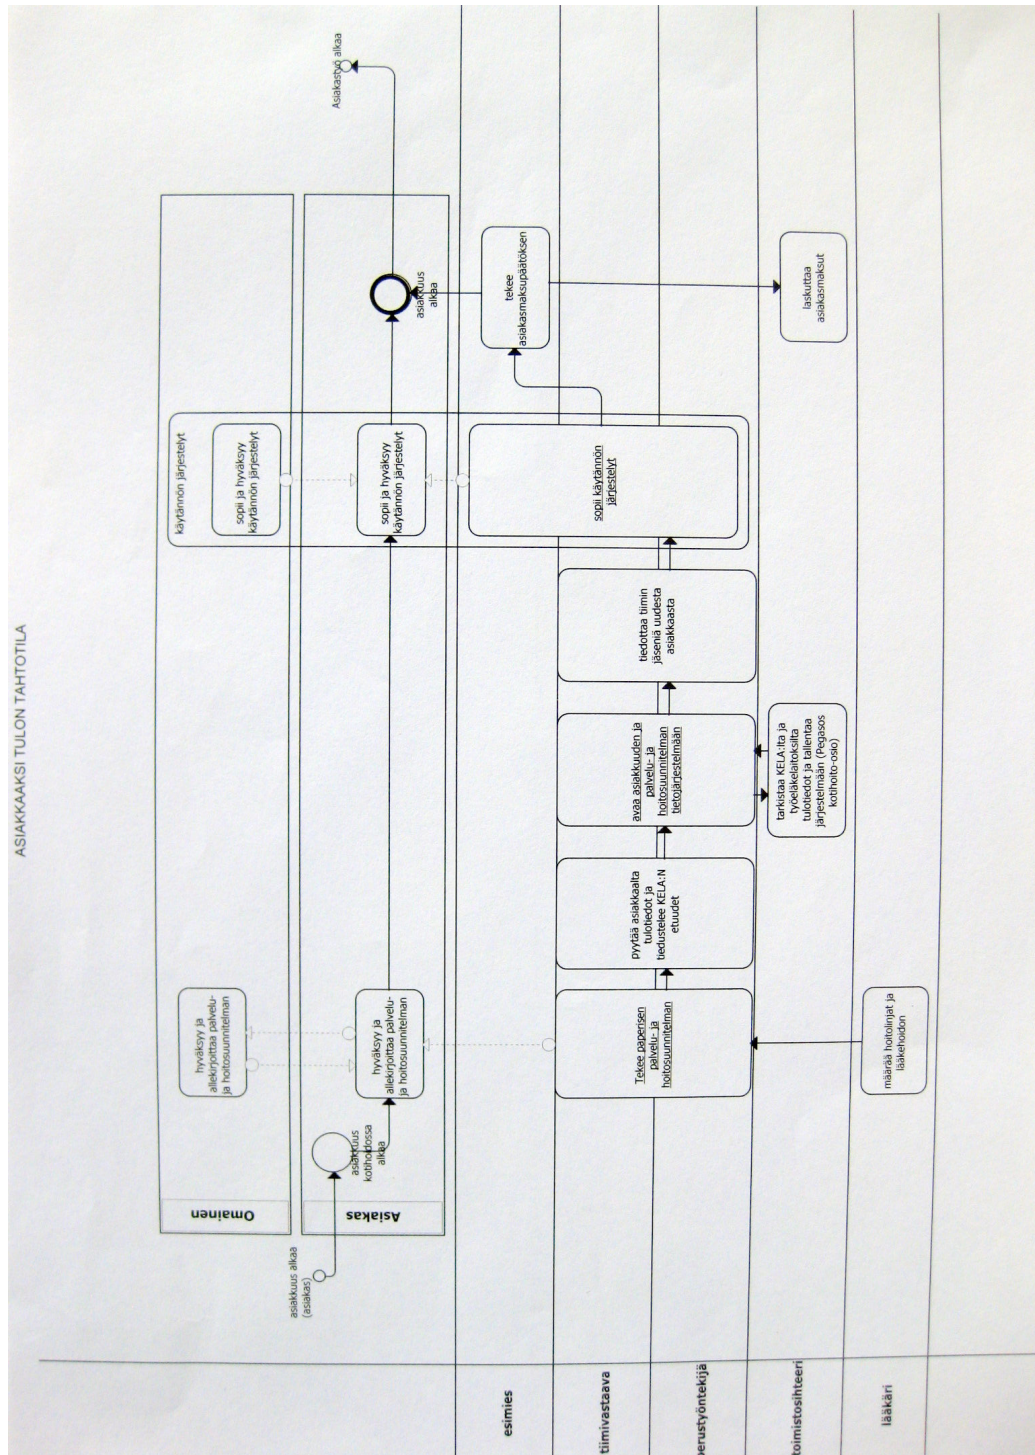 ASIAKKAAKSI TULON TAHTOTILA
Omainen
hyväksyy ja
allekirjoittaa palvelu-
ja hoitosuunnitelman
käytännön järjestelyt
sopii ja hyväksyy
käytännön järjestelyt
asiakkuus alkaa
(asiakas)
Asiakas
asiakkuus
kotihoidossa
alkaa
hyväksyy ja
allekirjoittaa palvelu-
ja hoitosuunnitelman
sopii ja hyväksyy
käytännön järjestelyt
asiakkuus
alkaa
Asiakastyö alkaa
esimies
tekee
asiakasmaksupäätöksen
tiimivastaava
perustyöntekijä
Tekee paperisen
palvelu- ja
hoitosuunnitelman
pyytää asiakkaalta
tulotiedot ja
tiedustelee KELA:N
etuudet
avaa asiakkuuden ja
palvelu- ja
hoitosuunnitelman
tietojärjestelmään
tiedottaa tiimin
jäseniä uudesta
asiakkaasta
sopii käytännön
järjestelyt
toimistosihteeri
tarkistaa KELA:lta ja
työeläkelaitoksilta
tulotiedot ja tallentaa
järjestelmään (Pegasos
kotihoito-osio)
laskuttaa
asiakasmaksut
lääkäri
määrää hoitolinjat ja
lääkehoidon